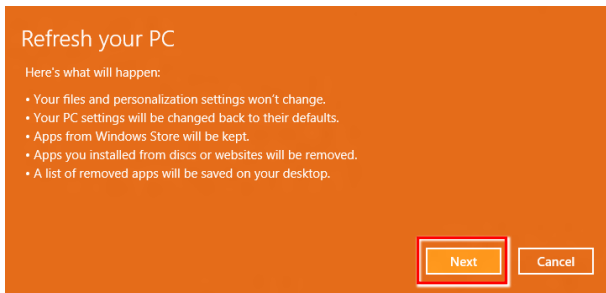 Refresh your PC
Here's what will happen:
• Your files and personalization settings won't change.
• Your PC settings will be changed back to their defaults.
• Apps from Windows Store will be kept.
• Apps you installed from discs or websites will be removed.
• A list of removed apps will be saved on your desktop.
Next Cancel